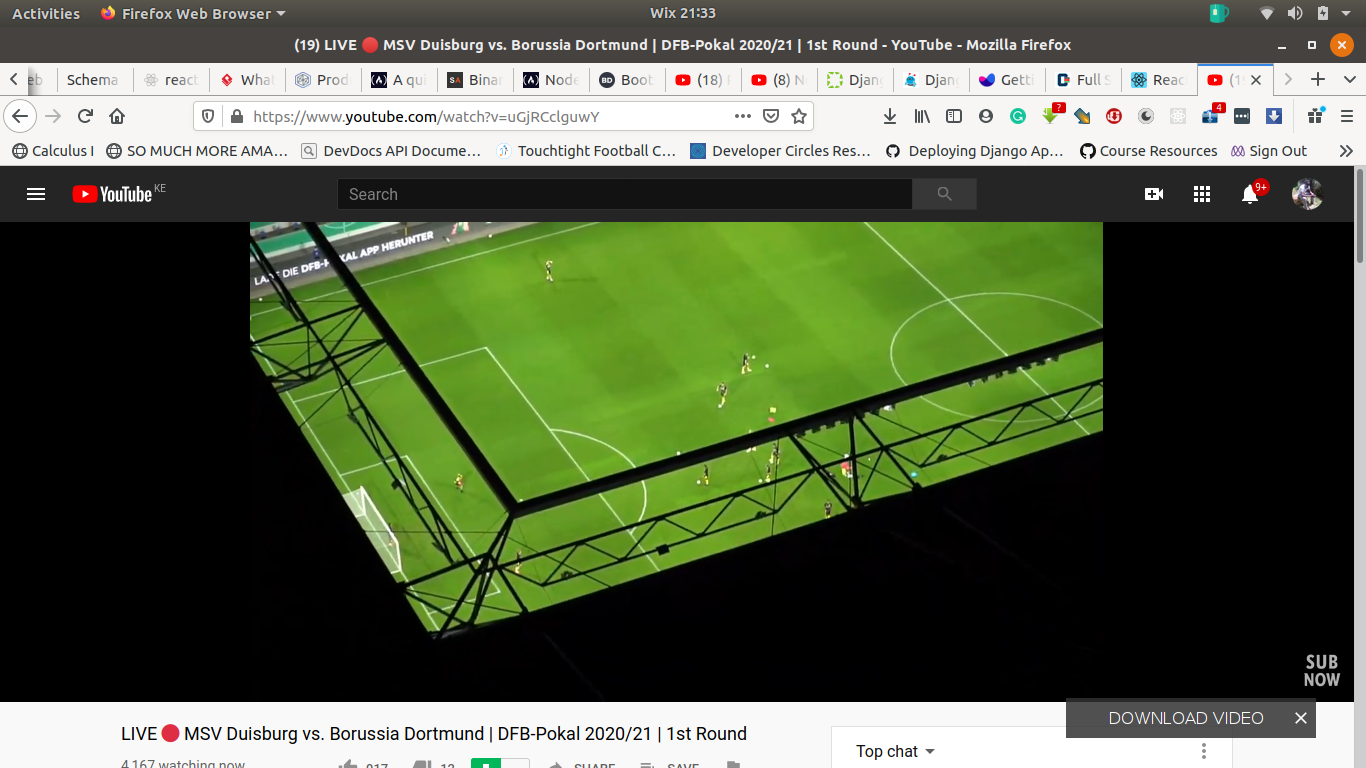 Activities Firefox Web Browser Wix 21:33
(19) LIVE 🔴 MSV Duisburg vs. Borussia Dortmund | DFB-Pokal 2020/21 | 1st Round - YouTube - Mozilla Firefox
Schema react What Prod A qui Binar Node Boot (18) (8) N Djang Djang Getti Full S Reac
https://www.youtube.com/watch?v=uGjRCclguwY ••• ? 4
Calculus I SO MUCH MORE AMA… DevDocs API Docume… Touchtight Football C… Developer Circles Res… Deploying Django Ap… Course Resources Sign Out
YouTube KE Search 9+
DIE DFB-POKAL APP HERUNTER
SUB
NOW
DOWNLOAD VIDEO
LIVE 🔴 MSV Duisburg vs. Borussia Dortmund | DFB-Pokal 2020/21 | 1st Round
Top chat
4,167 watching now 917 12 SHARE SAVE